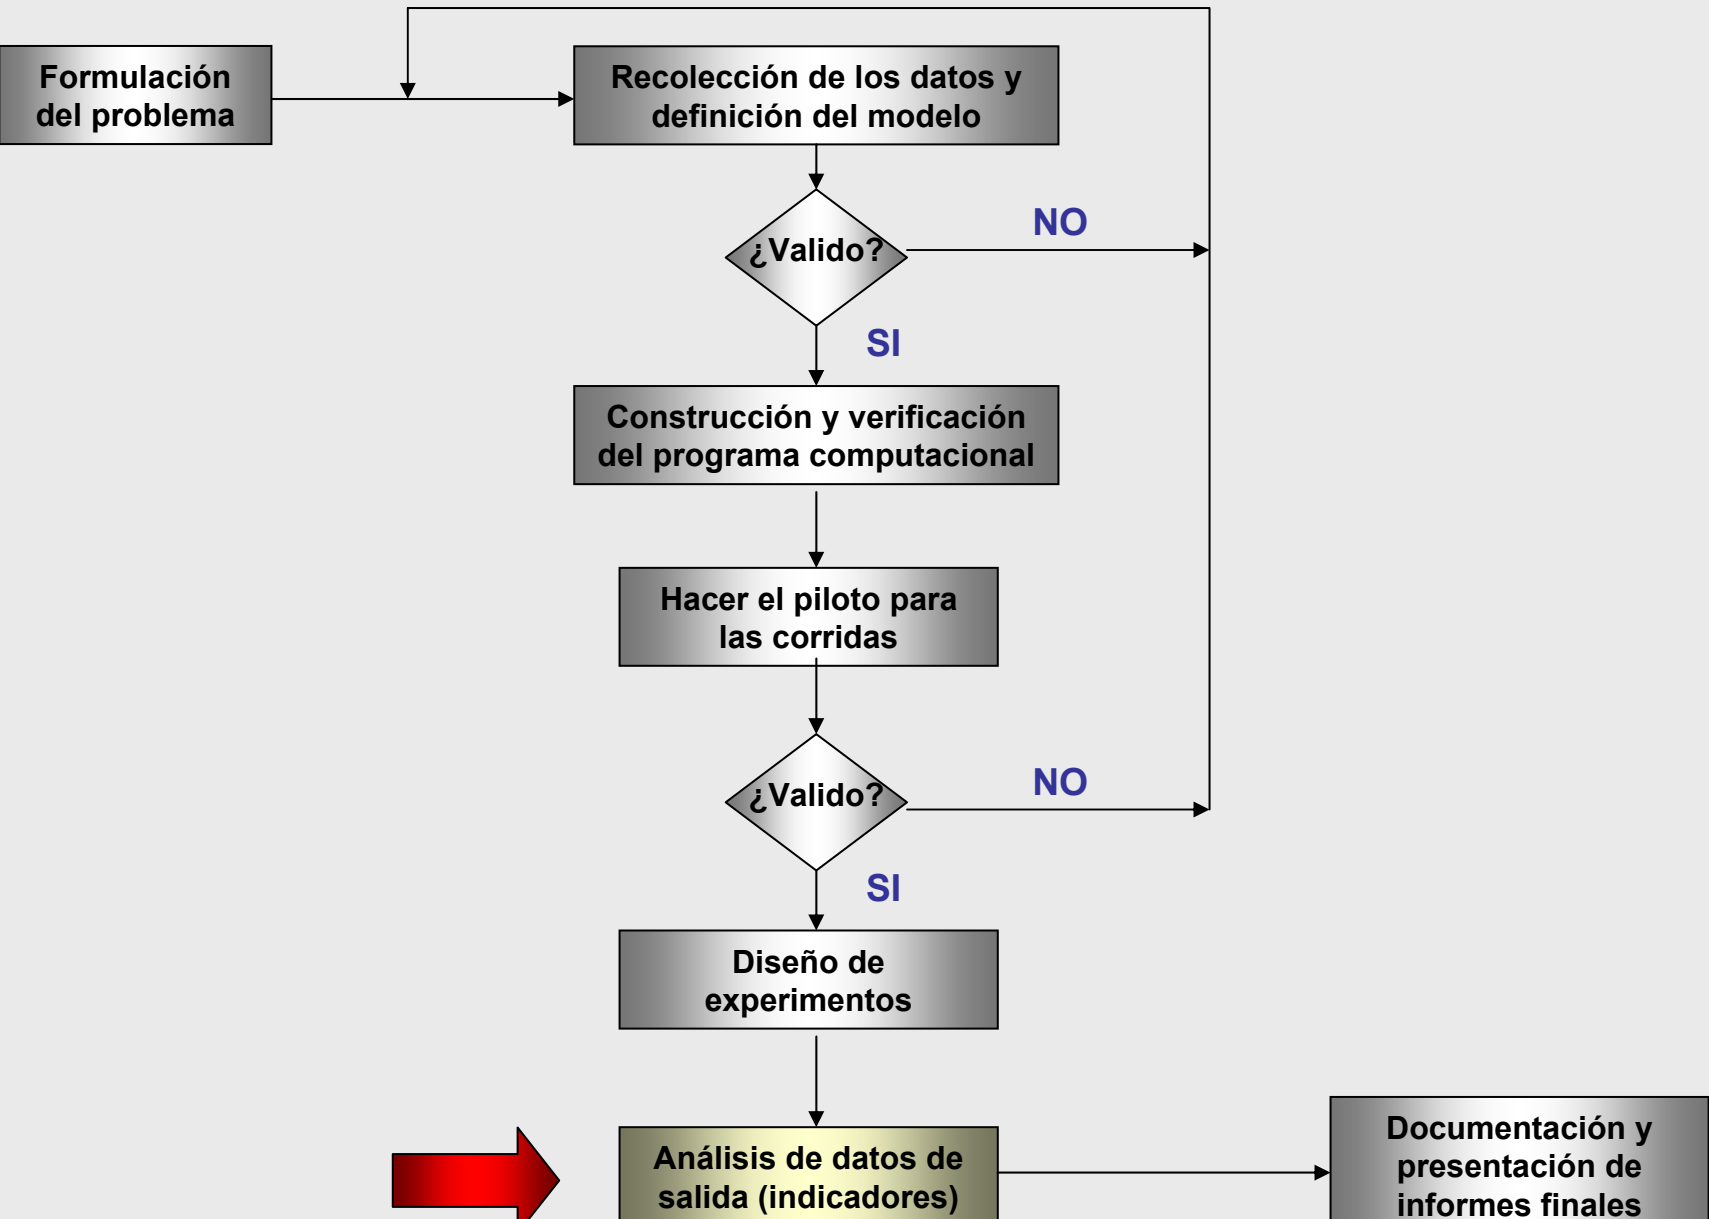 Formulación
del problema
Recolección de los datos y
definición del modelo
¿Valido?
NO
SI
Construcción y verificación
del programa computacional
Hacer el piloto para
las corridas
¿Valido?
NO
SI
Diseño de
experimentos
Análisis de datos de
salida (indicadores)
Documentación y
presentación de
informes finales